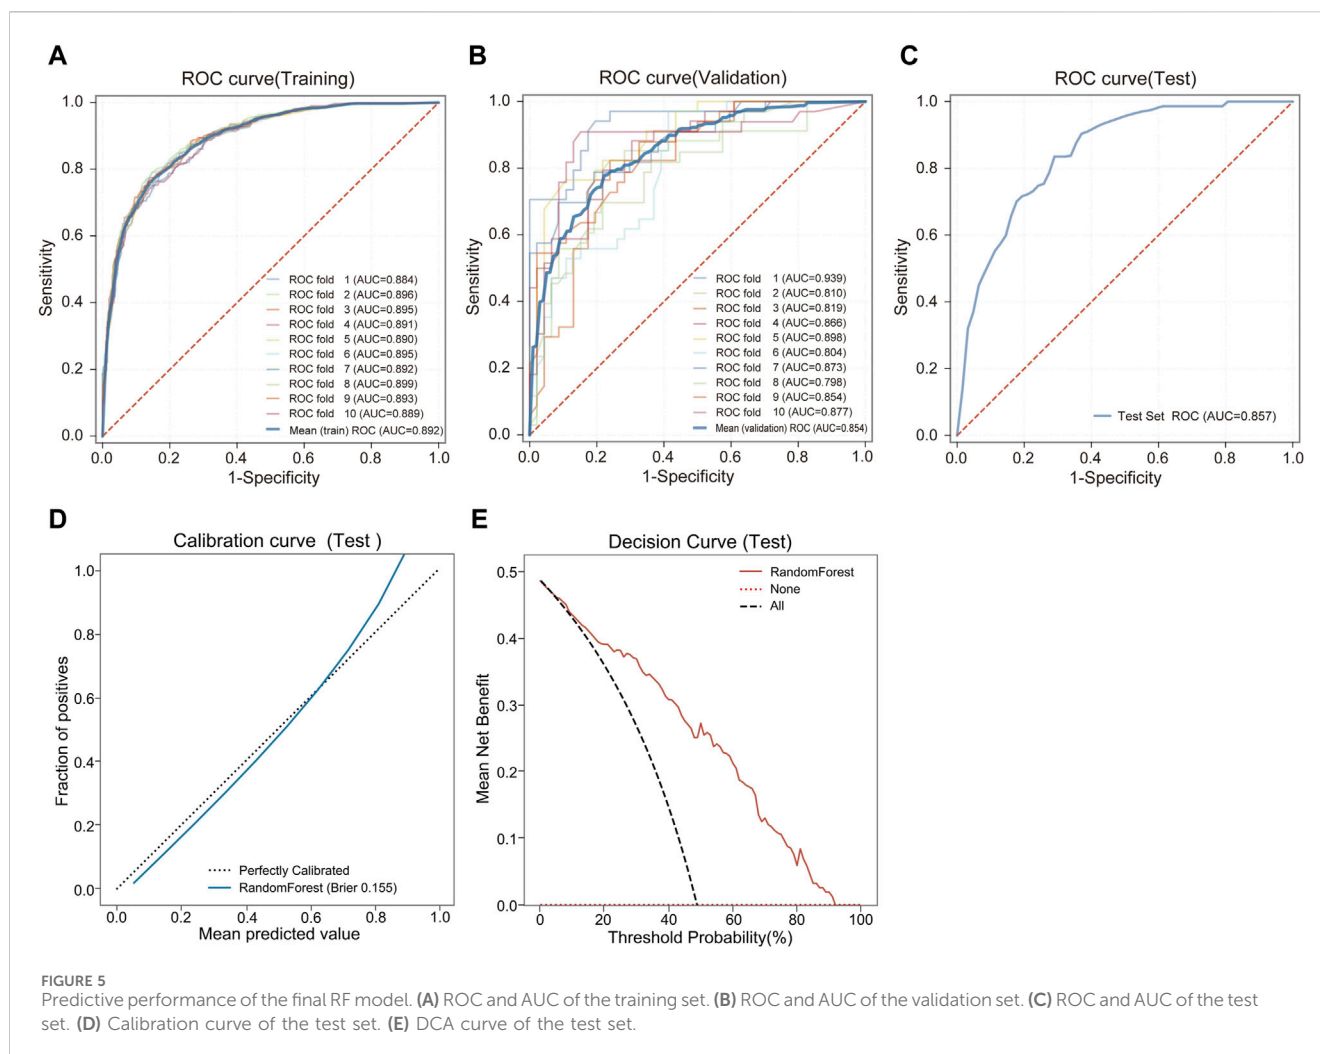 A
ROC curve(Training)
Sensitivity
1.0
0.8
0.6
0.4
0.2
0.0
ROC fold 1 (AUC=0.884)
ROC fold 2 (AUC=0.896)
ROC fold 3 (AUC=0.895)
ROC fold 4 (AUC=0.891)
ROC fold 5 (AUC=0.890)
ROC fold 6 (AUC=0.895)
ROC fold 7 (AUC=0.892)
ROC fold 8 (AUC=0.899)
ROC fold 9 (AUC=0.893)
ROC fold 10 (AUC=0.889)
Mean (train) ROC (AUC=0.892)
0.0 0.2 0.4 0.6 0.8 1.0
1-Specificity
B
ROC curve(Validation)
Sensitivity
1.0
0.8
0.6
0.4
0.2
0.0
ROC fold 1 (AUC=0.939)
ROC fold 2 (AUC=0.810)
ROC fold 3 (AUC=0.819)
ROC fold 4 (AUC=0.866)
ROC fold 5 (AUC=0.898)
ROC fold 6 (AUC=0.804)
ROC fold 7 (AUC=0.873)
ROC fold 8 (AUC=0.798)
ROC fold 9 (AUC=0.854)
ROC fold 10 (AUC=0.877)
Mean (validation) ROC (AUC=0.854)
0.0 0.2 0.4 0.6 0.8 1.0
1-Specificity
C
ROC curve(Test)
Sensitivity
1.0
0.8
0.6
0.4
0.2
0.0
Test Set ROC (AUC=0.857)
0.0 0.2 0.4 0.6 0.8 1.0
1-Specificity
D
Calibration curve (Test )
Fraction of positives
1.0
0.8
0.6
0.4
0.2
0.0
Perfectly Calibrated
RandomForest (Brier 0.155)
0.0 0.2 0.4 0.6 0.8 1.0
Mean predicted value
E
Decision Curve (Test)
Mean Net Benefit
0.5
0.4
0.3
0.2
0.1
0.0
RandomForest
None
All
0 20 40 60 80 100
Threshold Probability(%)
FIGURE 5
Predictive performance of the final RF model. (A) ROC and AUC of the training set. (B) ROC and AUC of the validation set. (C) ROC and AUC of the test
set. (D) Calibration curve of the test set. (E) DCA curve of the test set.